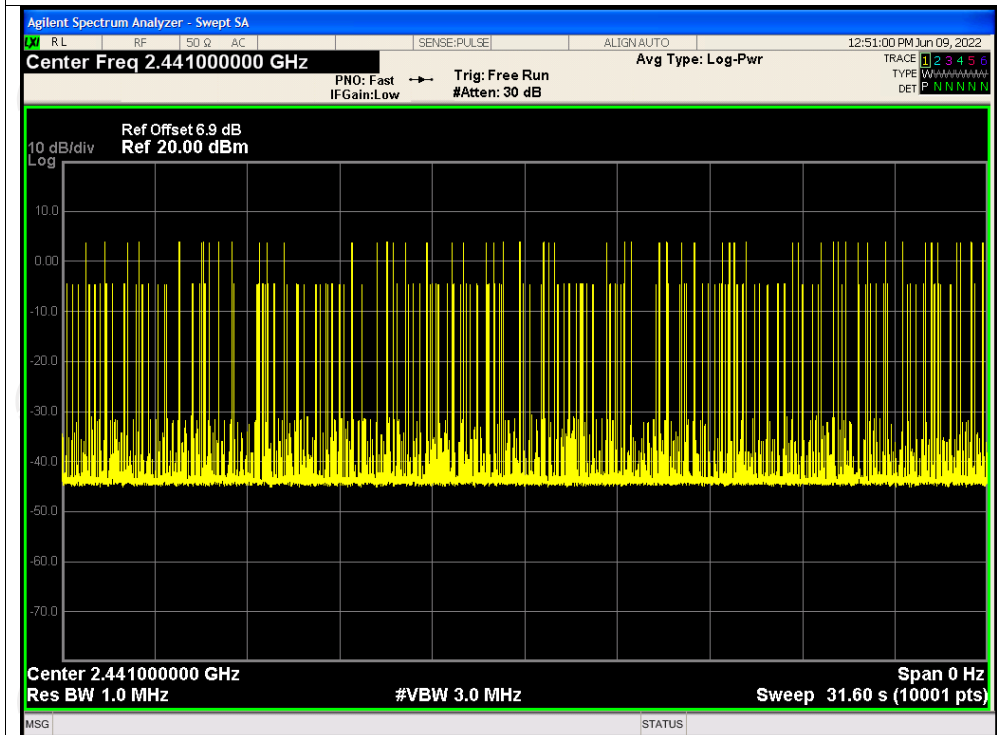 Agilent Spectrum Analyzer - Swept SA
LXI RL RF 50 Ω AC SENSE:PULSE ALIGN AUTO 12:51:00 PM Jun 09, 2022
Center Freq 2.441000000 GHz Avg Type: Log-Pwr TRACE 1 2 3 4 5 6
PNO: Fast Trig: Free Run TYPE WWWWWW
IFGain:Low #Atten: 30 dB DET P N N N N N
Ref Offset 6.9 dB
10 dB/div Ref 20.00 dBm
Log
10.0
0.00
-10.0
-20.0
-30.0
-40.0
-50.0
-60.0
-70.0
Center 2.441000000 GHz Span 0 Hz
Res BW 1.0 MHz #VBW 3.0 MHz Sweep 31.60 s (10001 pts)
MSG STATUS